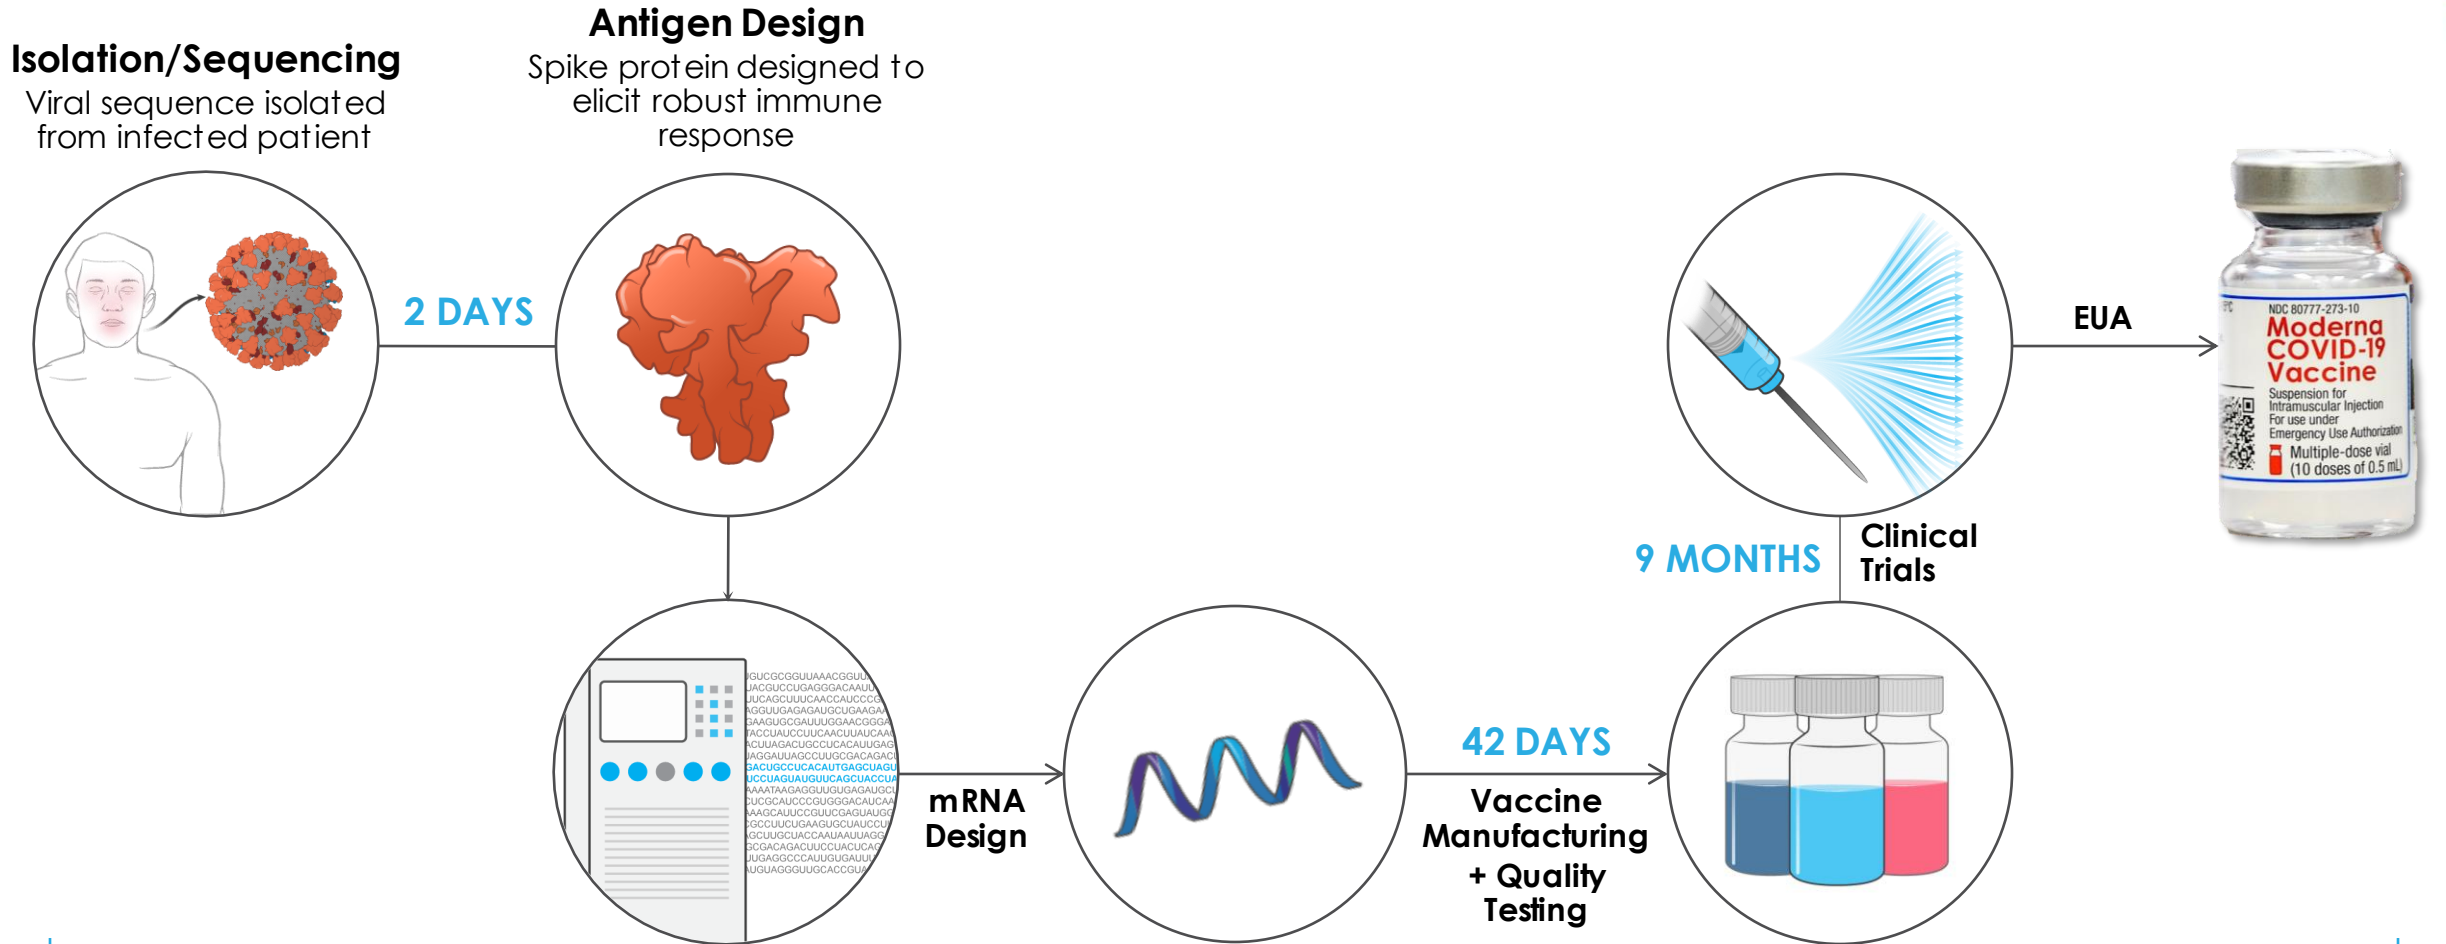 Isolation/Sequencing
Viral sequence isolated
from infected patient
Antigen Design
Spike protein designed to
elicit robust immune
response
2 DAYS
mRNA
Design
42 DAYS
Vaccine
Manufacturing
+ Quality
Testing
9 MONTHS
Clinical
Trials
EUA
NDC 80777-273-10
Moderna
COVID-19
Vaccine
Suspension for
Intramuscular Injection
For use under
Emergency Use Authorization
Multiple-dose vial
(10 doses of 0.5 mL)